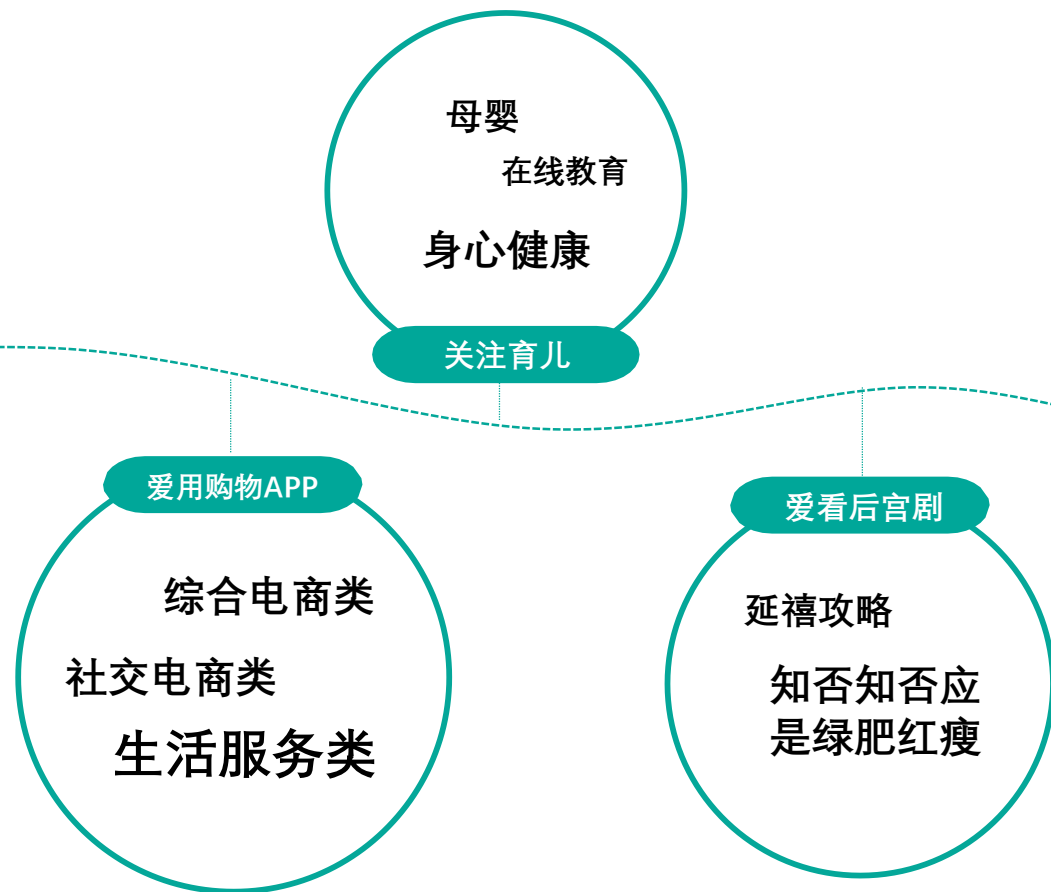 母婴
在线教育
身心健康
关注育儿
爱用购物APP
综合电商类
社交电商类
生活服务类
爱看后宫剧
延禧攻略
知否知否应
是绿肥红瘦